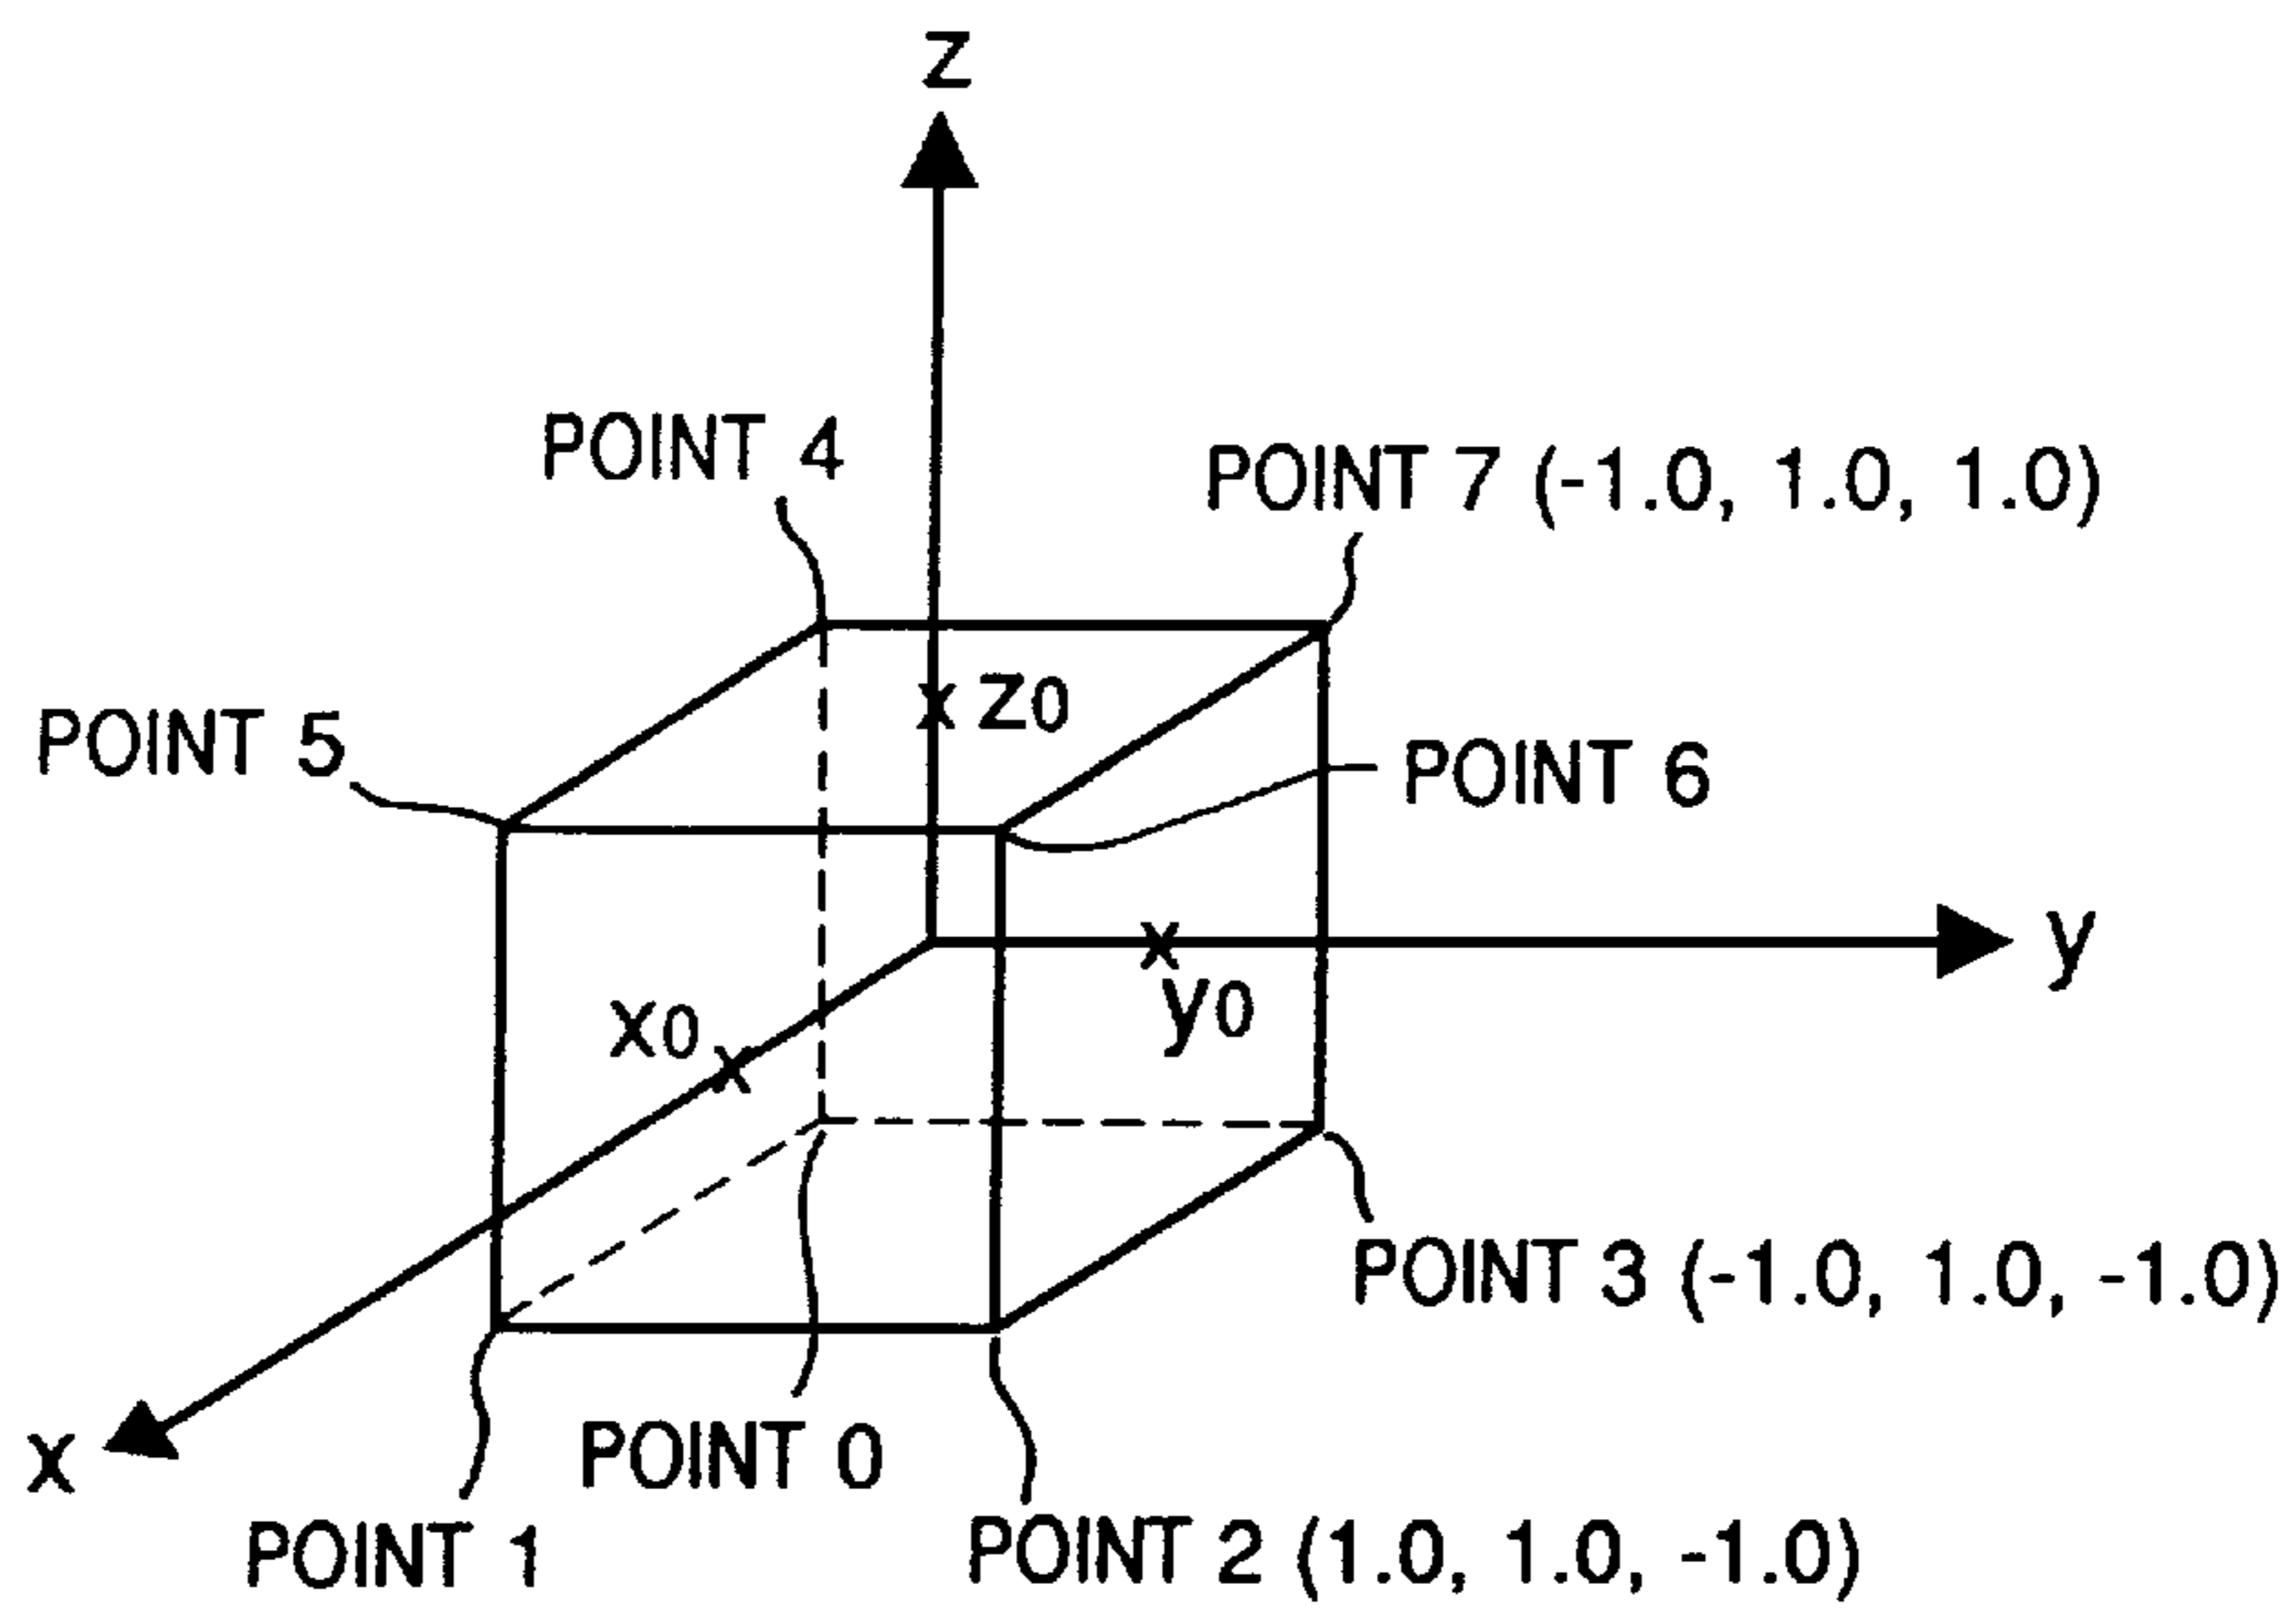 z
POINT 4
POINT 7 (-1.0, 1.0, 1.0)
z0
POINT 5
POINT 6
y
x0
y0
POINT 3 (-1.0, 1.0, -1.0)
x
POINT 0
POINT 1
POINT 2 (1.0, 1.0, -1.0)